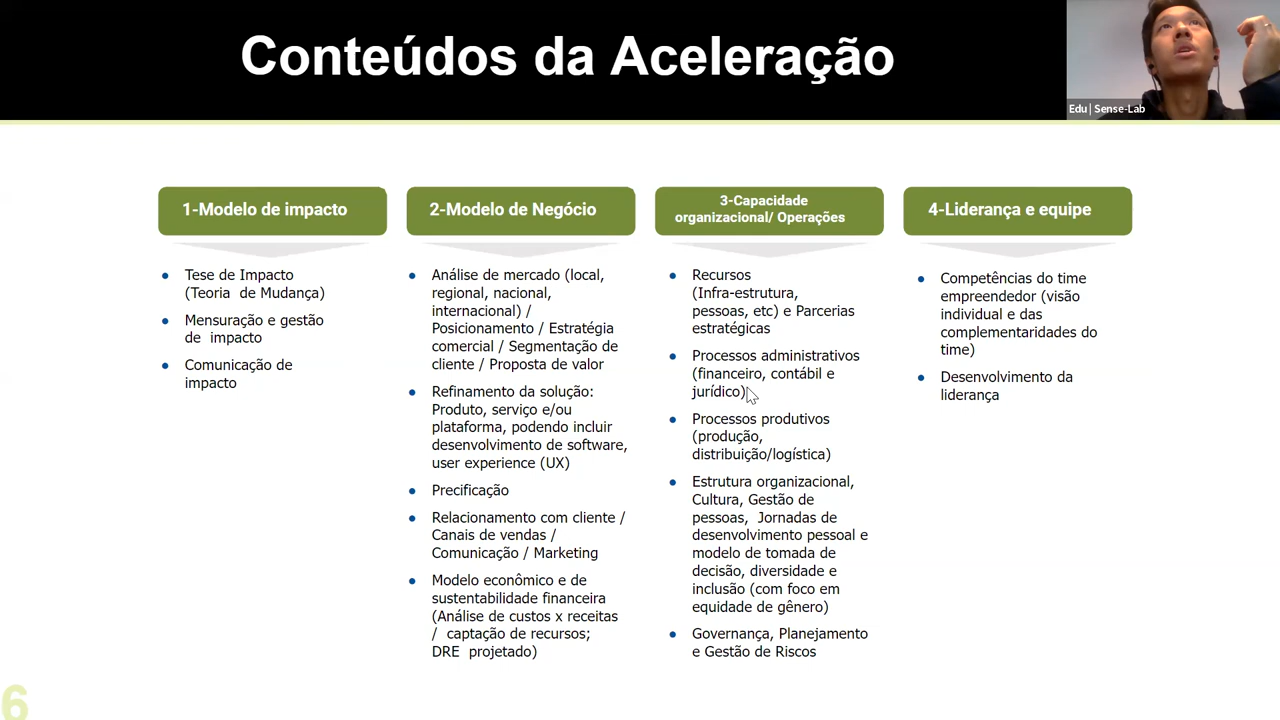 Conteúdos da Aceleração
Edu | Sense-Lab
1-Modelo de impacto
Tese de Impacto
(Teoria de Mudança)
Mensuração e gestão
de impacto
Comunicação de
impacto
2-Modelo de Negócio
Análise de mercado (local,
regional, nacional,
internacional) /
Posicionamento / Estratégia
comercial / Segmentação de
cliente / Proposta de valor
Refinamento da solução:
Produto, serviço e/ou
plataforma, podendo incluir
desenvolvimento de software,
user experience (UX)
Precificação
Relacionamento com cliente /
Canais de vendas /
Comunicação / Marketing
Modelo econômico e de
sustentabilidade financeira
(Análise de custos x receitas
/ captação de recursos;
DRE projetado)
3-Capacidade
organizacional/ Operações
Recursos
(Infra-estrutura,
pessoas, etc) e Parcerias
estratégicas
Processos administrativos
(financeiro, contábil e
jurídico)
Processos produtivos
(produção,
distribuição/logística)
Estrutura organizacional,
Cultura, Gestão de
pessoas, Jornadas de
desenvolvimento pessoal e
modelo de tomada de
decisão, diversidade e
inclusão (com foco em
equidade de gênero)
Governança, Planejamento
e Gestão de Riscos
4-Liderança e equipe
Competências do time
empreendedor (visão
individual e das
complementaridades do
time)
Desenvolvimento da
liderança
6